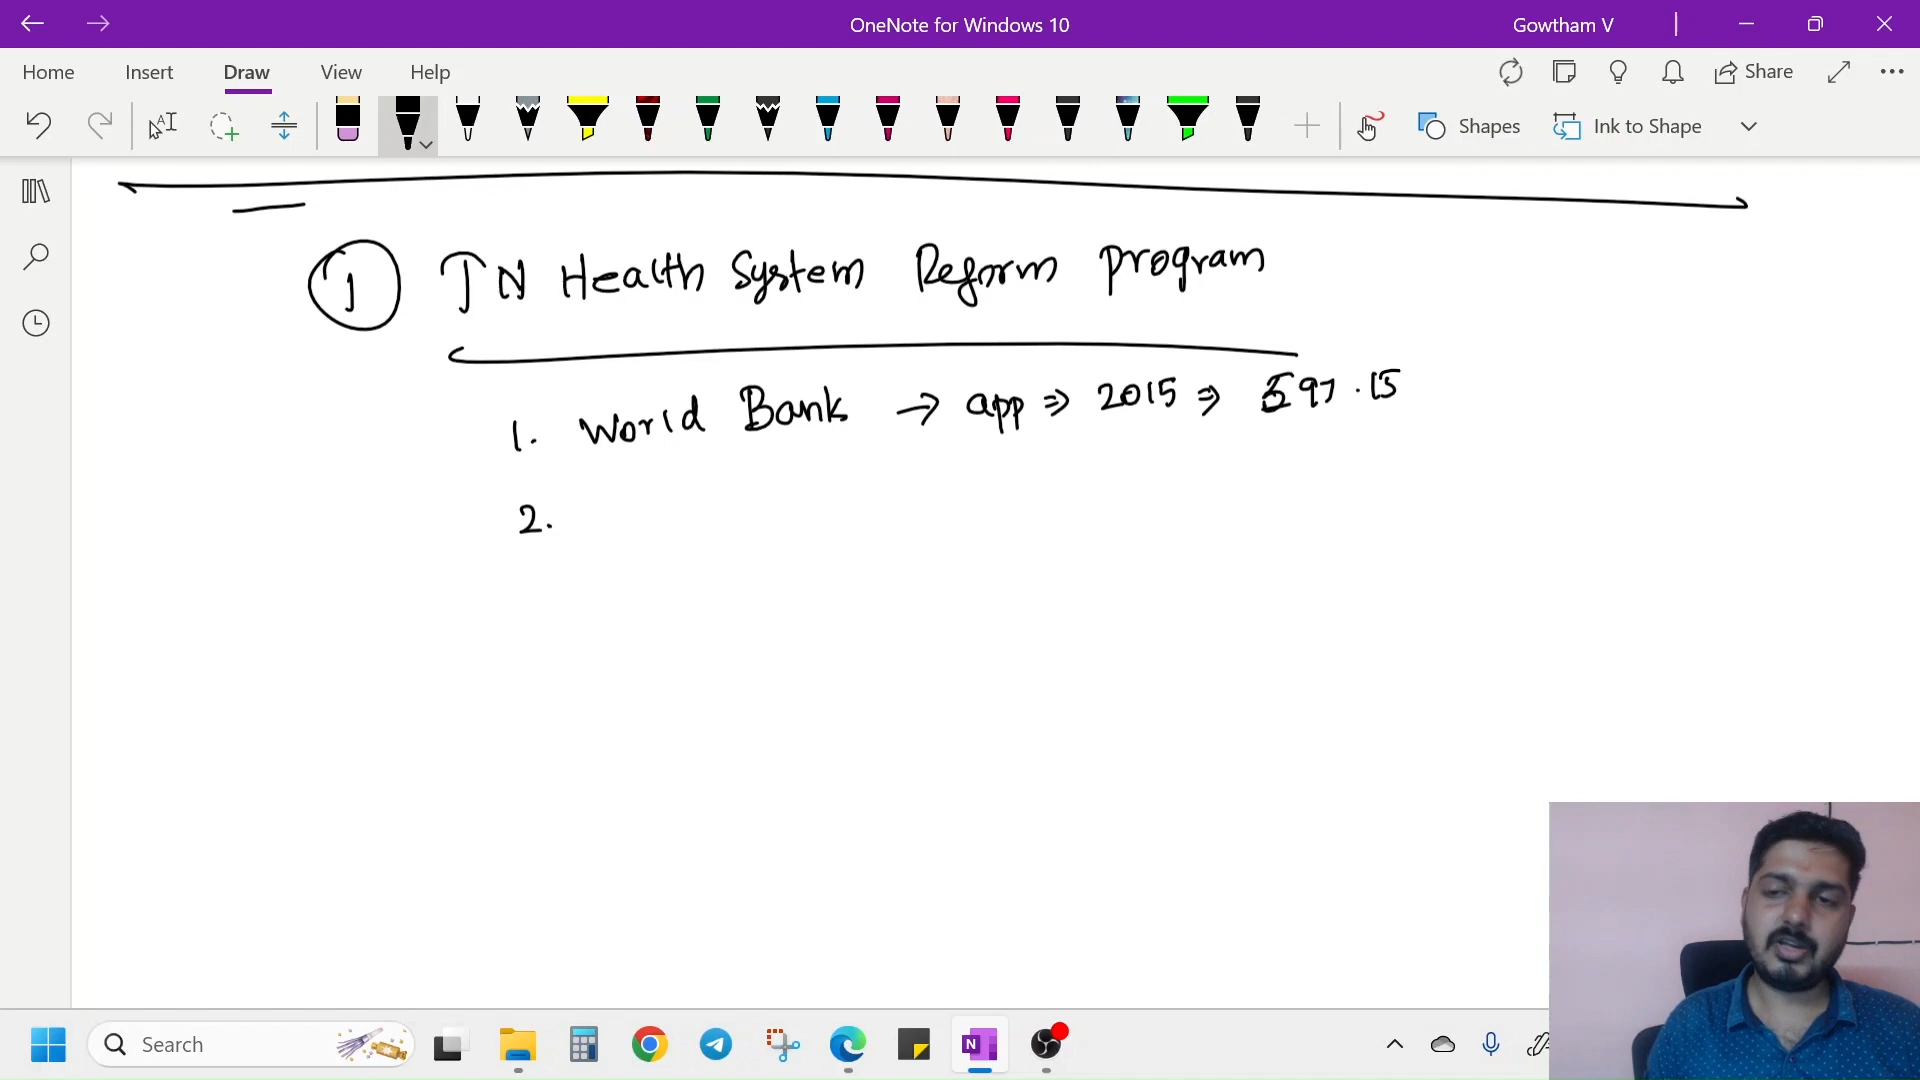 OneNote for Windows 10
Gowtham V
Home Insert Draw View Help
Share
Shapes Ink to Shape
1 TN Health System Reform Program
1. World Bank → app ⇒ 2015 ⇒ 597.15
2.
Search